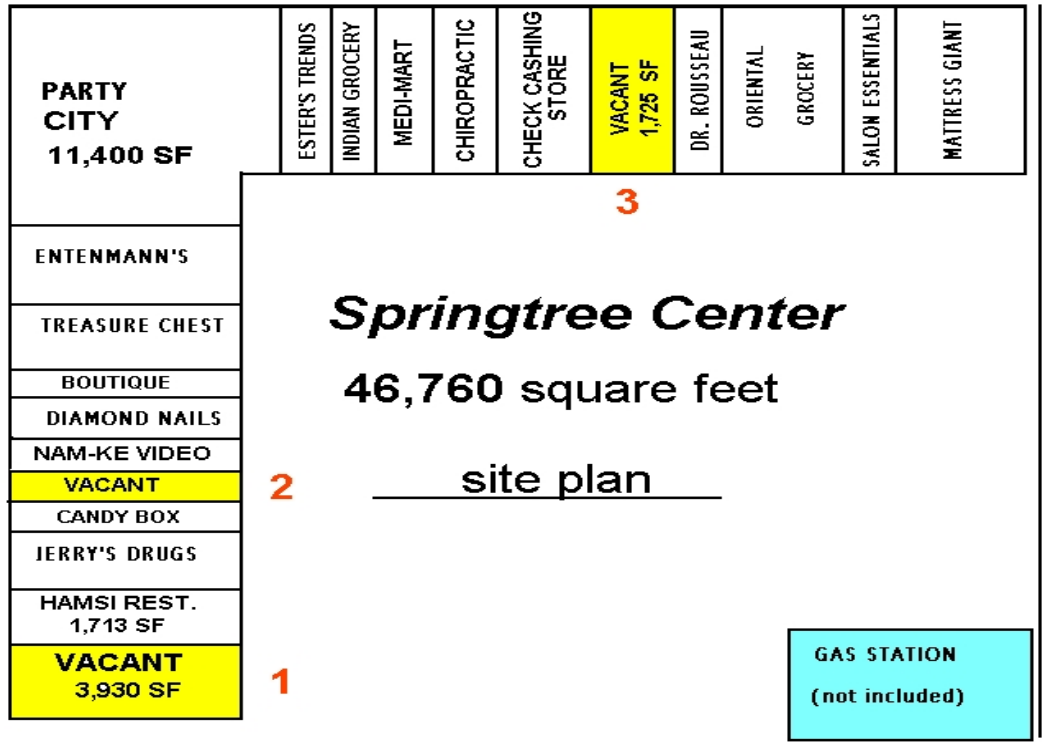 PARTY
CITY
11,400 SF
ESTER'S TRENDS
INDIAN GROCERY
MEDI-MART
CHIROPRACTIC
CHECK CASHING
STORE
VACANT
1,725 SF
DR. ROUSSEAU
ORIENTAL
GROCERY
SALON ESSENTIALS
MATTRESS GIANT
3
ENTENMANN'S
TREASURE CHEST
BOUTIQUE
DIAMOND NAILS
NAM-KE VIDEO
VACANT
2
CANDY BOX
JERRY'S DRUGS
HAMSI REST.
1,713 SF
VACANT
3,930 SF
1
Springtree Center
46,760 square feet
site plan
GAS STATION
(not included)